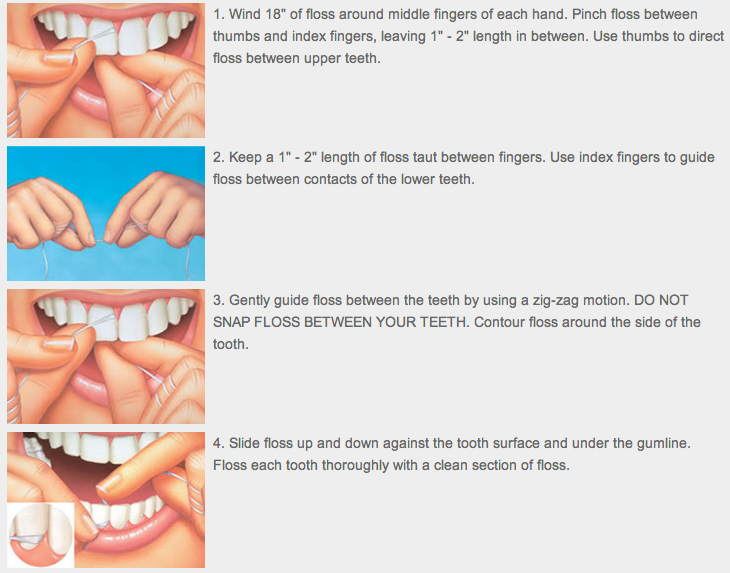 1. Wind 18" of floss around middle fingers of each hand. Pinch floss between
thumbs and index fingers, leaving 1" - 2" length in between. Use thumbs to direct
floss between upper teeth.
2. Keep a 1" - 2" length of floss taut between fingers. Use index fingers to guide
floss between contacts of the lower teeth.
3. Gently guide floss between the teeth by using a zig-zag motion. DO NOT
SNAP FLOSS BETWEEN YOUR TEETH. Contour floss around the side of the
tooth.
4. Slide floss up and down against the tooth surface and under the gumline.
Floss each tooth thoroughly with a clean section of floss.